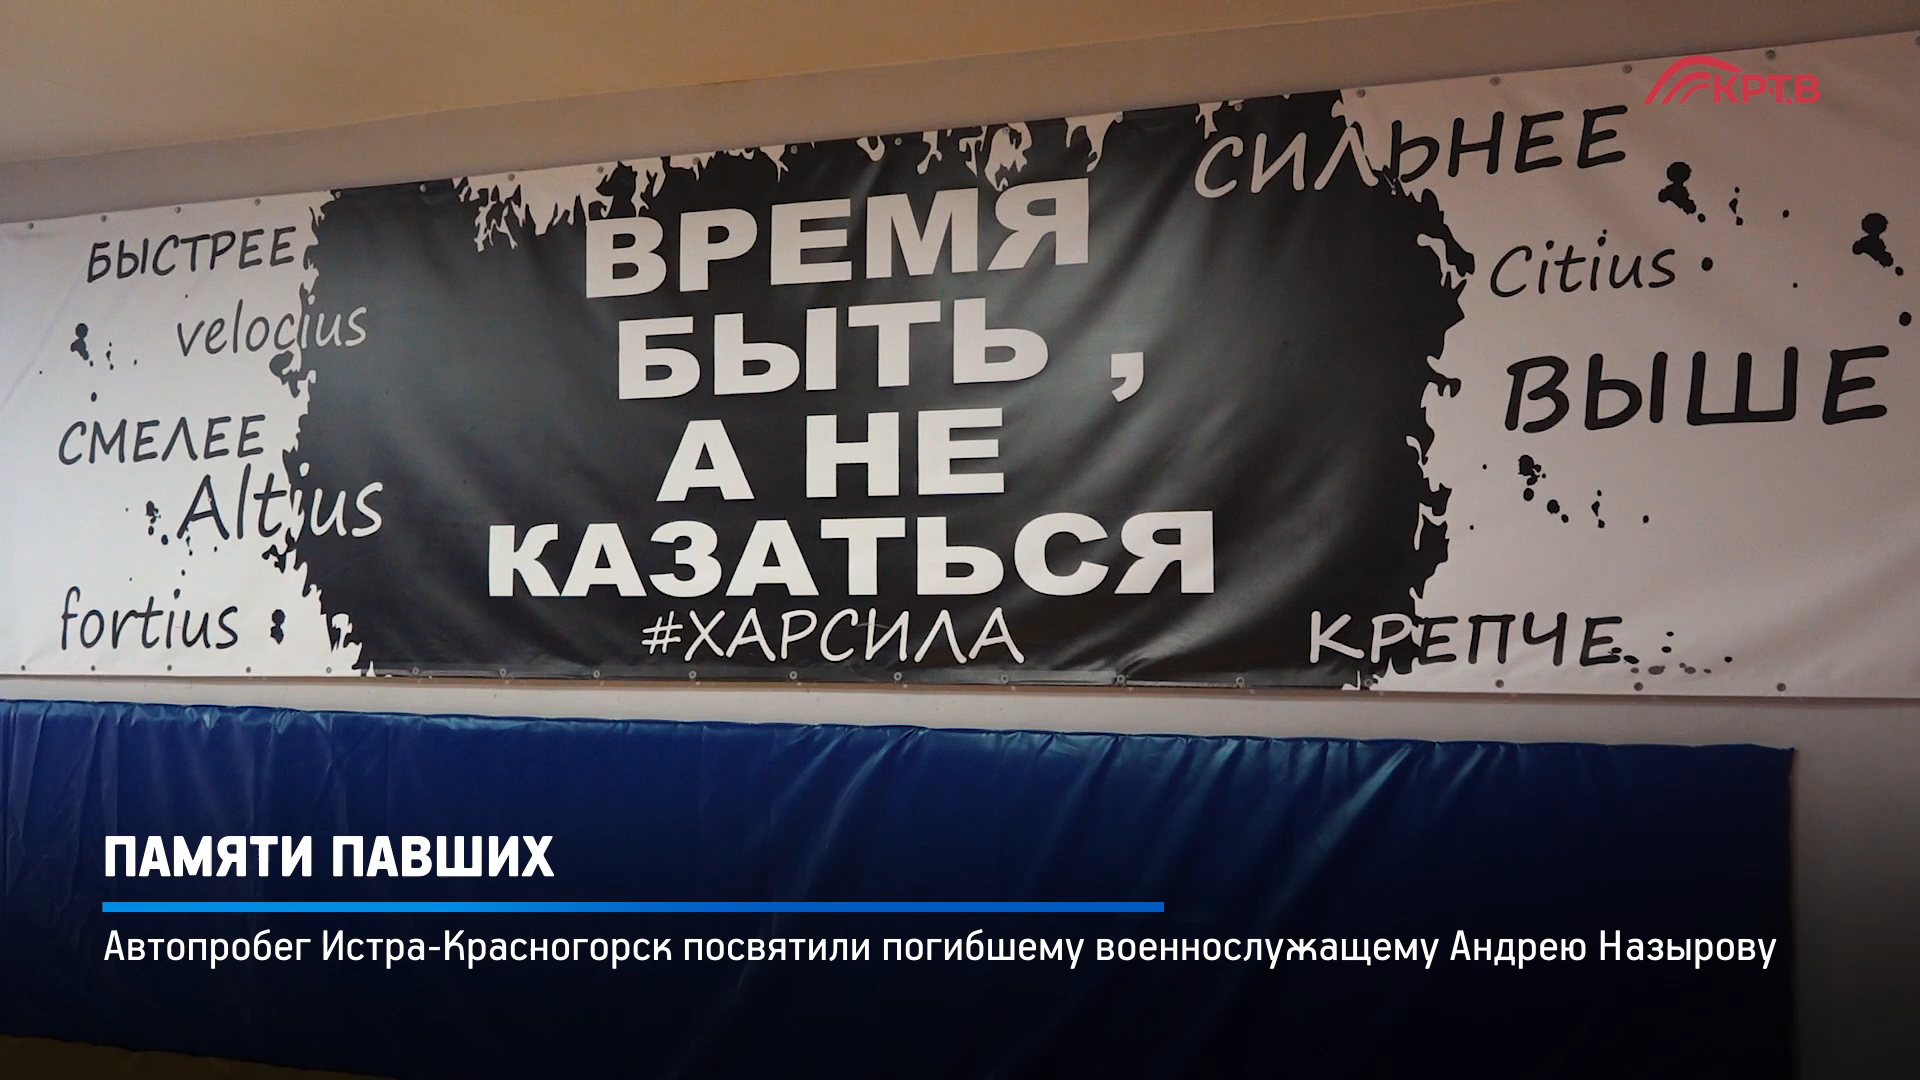 КРТВ
БЫСТРЕЕ
velocius
СМЕЛЕЕ
Altius
fortius
ВРЕМЯ
БЫТЬ ,
А НЕ
КАЗАТЬСЯ
#ХАРСИЛА
СИЛЬНЕЕ
Citius
ВЫШЕ
КРЕПЧЕ
ПАМЯТИ ПАВШИХ
Автопробег Истра-Красногорск посвятили погибшему военнослужащему Андрею Назырову